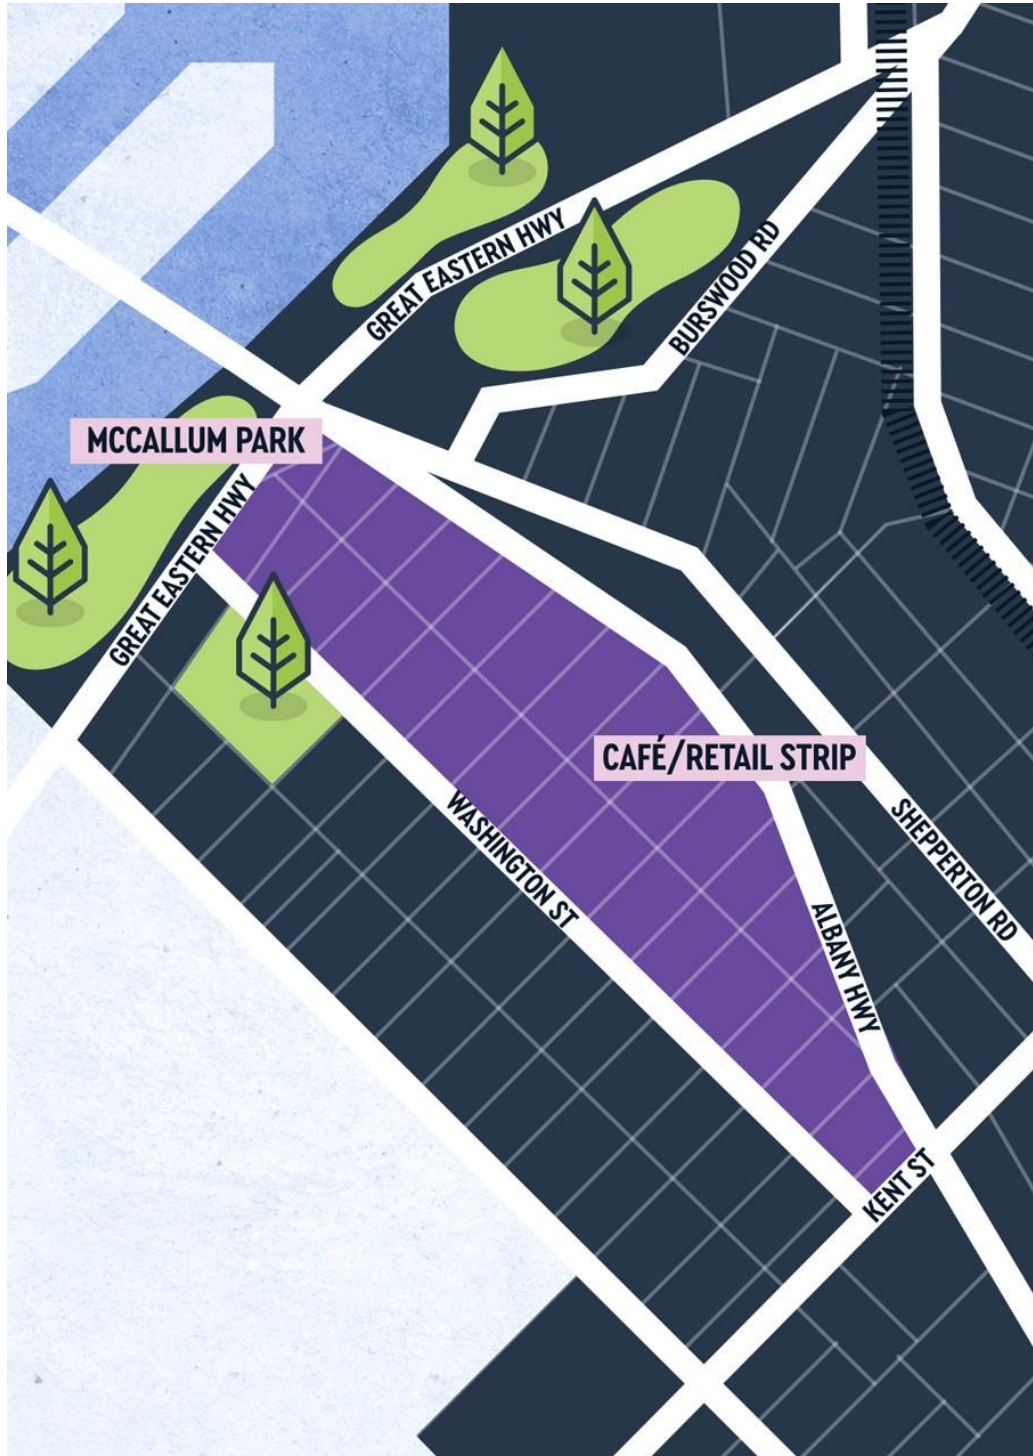 GREAT EASTERN HWY
BURSWOOD RD
MCCALLUM PARK
GREAT EASTERN HWY
CAFÉ/RETAIL STRIP
WASHINGTON ST
SHEPPERTON RD
ALBANY HWY
KENT ST